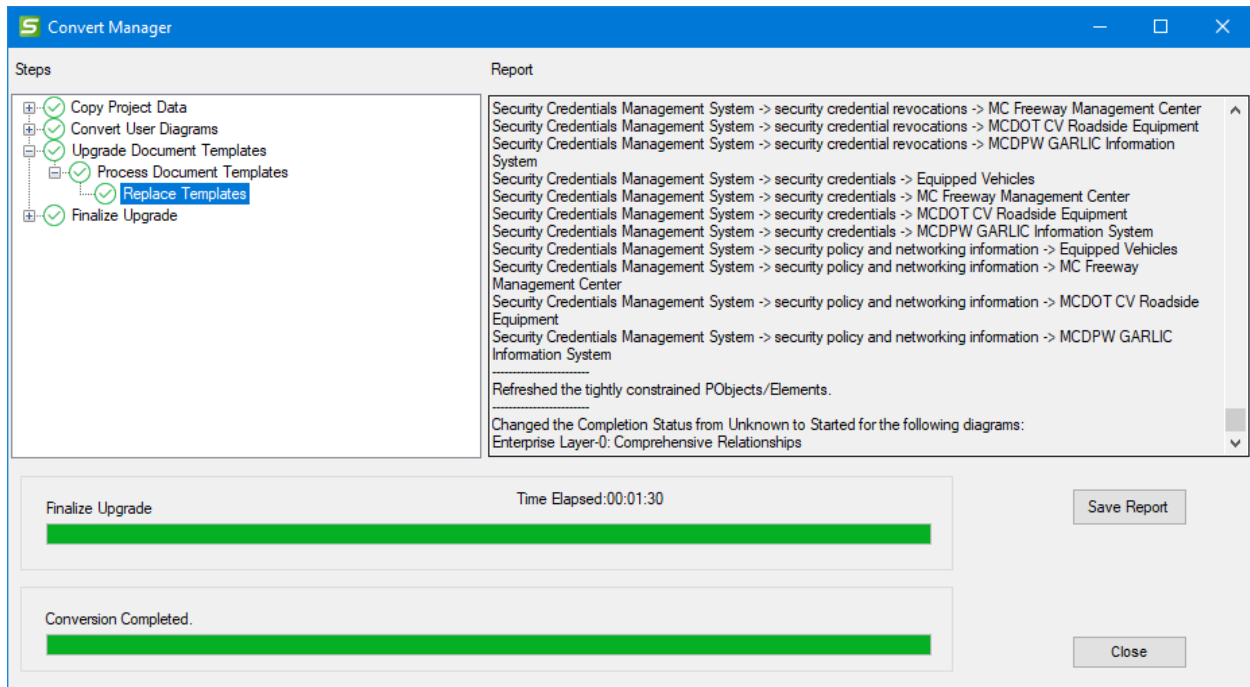 Convert Manager
Steps
Report
Copy Project Data
Convert User Diagrams
Upgrade Document Templates
Process Document Templates
Replace Templates
Finalize Upgrade
Security Credentials Management System -> security credential revocations -> MC Freeway Management Center
Security Credentials Management System -> security credential revocations -> MCDOT CV Roadside Equipment
Security Credentials Management System -> security credential revocations -> MCDPW GARLIC Information
System
Security Credentials Management System -> security credentials -> Equipped Vehicles
Security Credentials Management System -> security credentials -> MC Freeway Management Center
Security Credentials Management System -> security credentials -> MCDOT CV Roadside Equipment
Security Credentials Management System -> security credentials -> MCDPW GARLIC Information System
Security Credentials Management System -> security policy and networking information -> Equipped Vehicles
Security Credentials Management System -> security policy and networking information -> MC Freeway
Management Center
Security Credentials Management System -> security policy and networking information -> MCDOT CV Roadside
Equipment
Security Credentials Management System -> security policy and networking information -> MCDPW GARLIC
Information System
------------------------
Refreshed the tightly constrained PObjects/Elements.
------------------------
Changed the Completion Status from Unknown to Started for the following diagrams:
Enterprise Layer-0: Comprehensive Relationships
Finalize Upgrade
Time Elapsed:00:01:30
Save Report
Conversion Completed.
Close